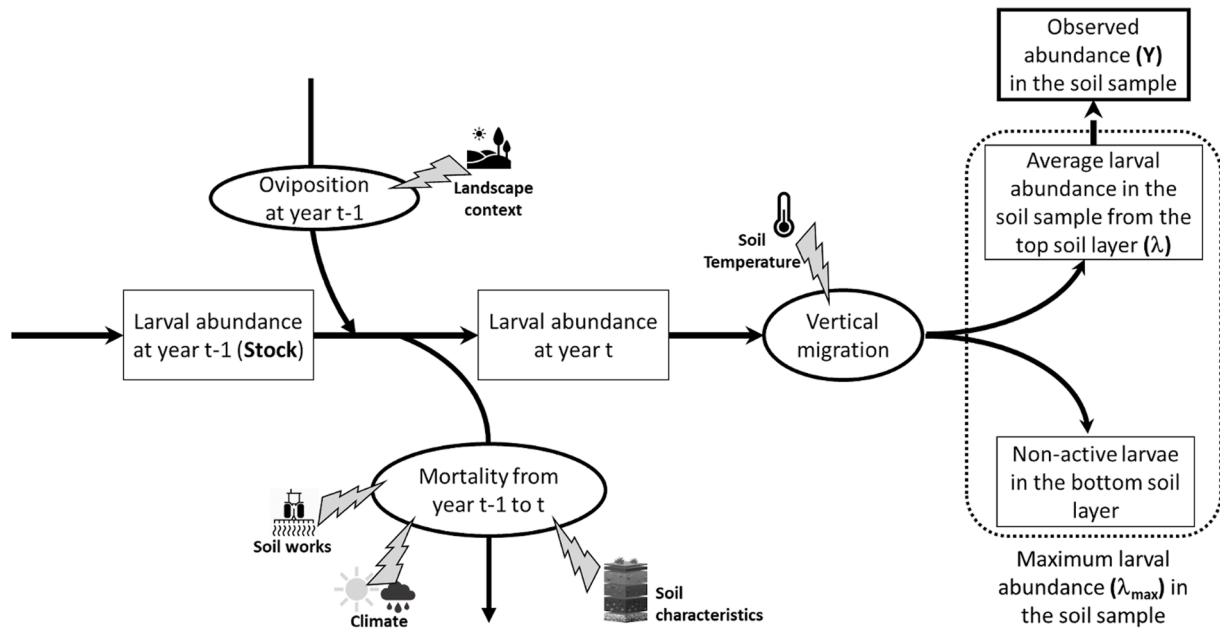 Observed
abundance (Y)
in the soil sample
Oviposition
at year t-1
Landscape
context
Average larval
abundance in the
soil sample from the
top soil layer (λ)
Soil
Temperature
Larval abundance
at year t-1 (Stock)
Larval abundance
at year t
Vertical
migration
Mortality from
year t-1 to t
Non-active larvae
in the bottom soil
layer
Soil works
Climate
Soil
characteristics
Maximum larval
abundance (λmax) in
the soil sample